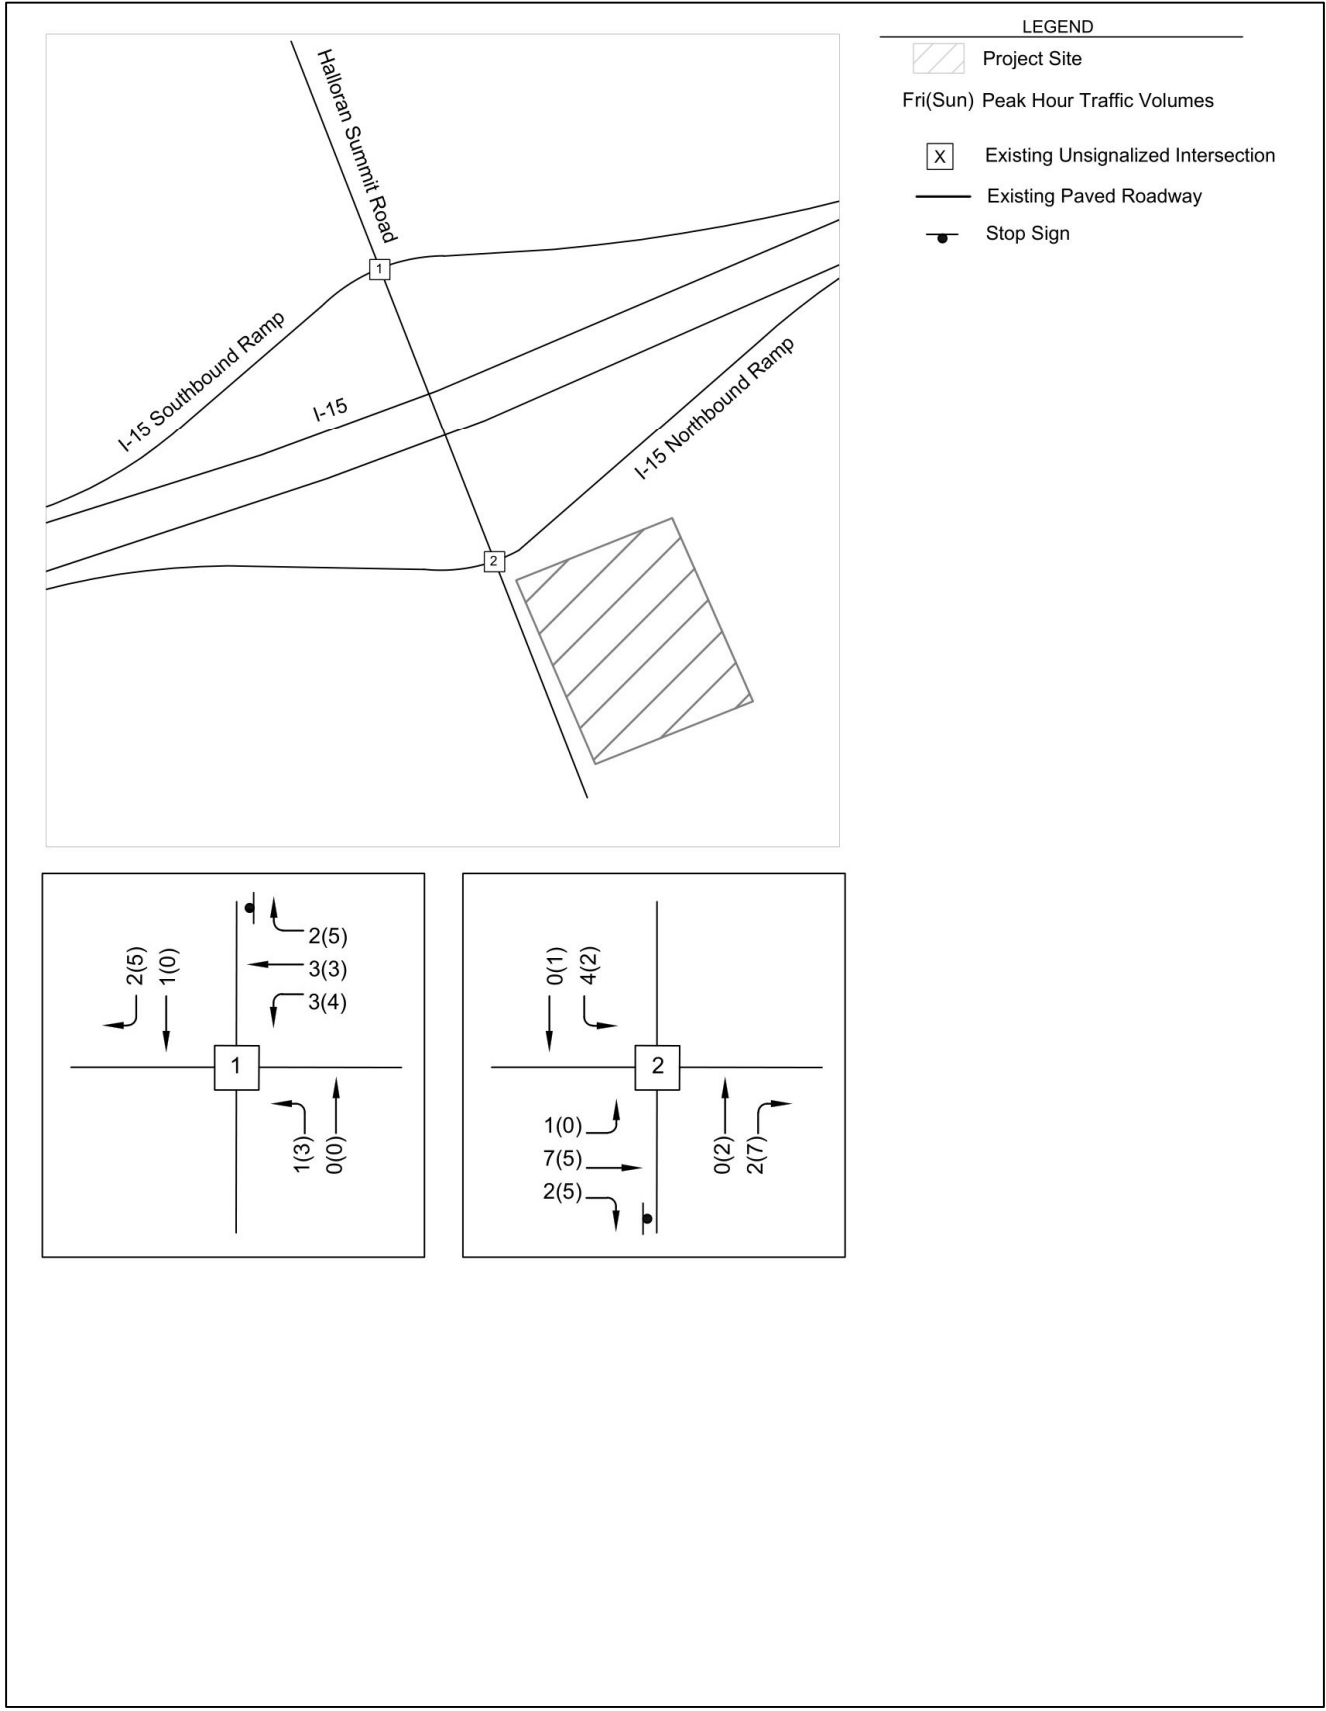 LEGEND
Project Site
Fri(Sun) Peak Hour Traffic Volumes
X Existing Unsignalized Intersection
Existing Paved Roadway
Stop Sign
Halloran Summit Road
1
I-15 Southbound Ramp
I-15
I-15 Northbound Ramp
2
2(5)
1(0)
2(5)
3(3)
3(4)
1
1(3)
0(0)
0(1)
4(2)
2
1(0)
7(5)
2(5)
0(2)
2(7)